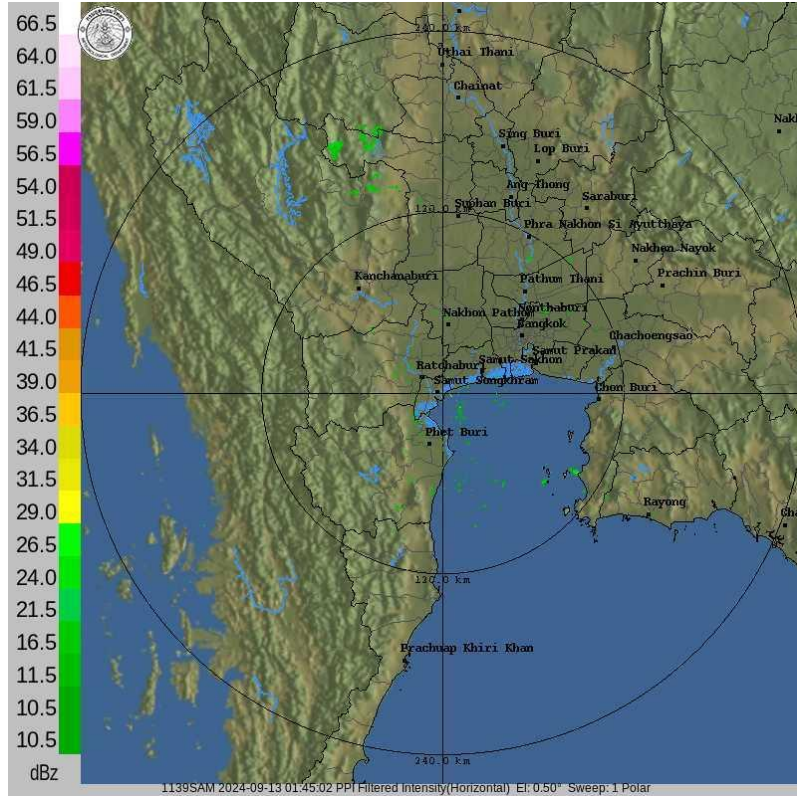 66.5
64.0
61.5
59.0
56.5
54.0
51.5
49.0
46.5
44.0
41.5
39.0
36.5
34.0
31.5
29.0
26.5
24.0
21.5
16.5
11.5
10.5
10.5
dBz
240.0 km
Uthai Thani
Chainat
Sing Buri
Lop Buri
Ang Thong
Saraburi
Suphan Buri
120.0 km
Phra Nakhon Si Ayutthaya
Nakhon Nayok
Kanchanaburi
Pathum Thani
Prachin Buri
Nakhon Pathom
Nonthaburi
Bangkok
Chachoengsao
Samut Prakan
Samut Sakhon
Ratchaburi
Samut Songkhram
Chon Buri
Phet Buri
Rayong
120.0 km
Prachuap Khiri Khan
240.0 km
1139SAM 2024-09-13 01:45:02 PPI Filtered Intensity(Horizontal) El: 0.50° Sweep: 1 Polar